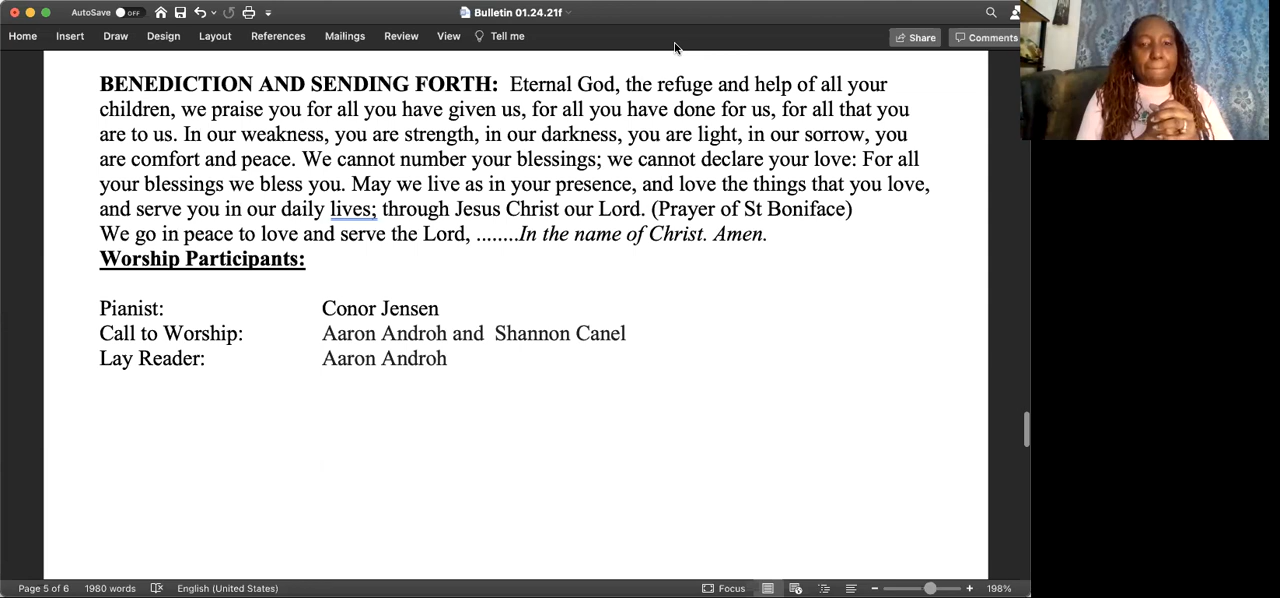 AutoSave OFF
Bulletin 01.24.21f
Home Insert Draw Design Layout References Mailings Review View Tell me Share Comments
BENEDICTION AND SENDING FORTH: Eternal God, the refuge and help of all your
children, we praise you for all you have given us, for all you have done for us, for all that you
are to us. In our weakness, you are strength, in our darkness, you are light, in our sorrow, you
are comfort and peace. We cannot number your blessings; we cannot declare your love: For all
your blessings we bless you. May we live as in your presence, and love the things that you love,
and serve you in our daily lives; through Jesus Christ our Lord. (Prayer of St Boniface)
We go in peace to love and serve the Lord, ........In the name of Christ. Amen.
Worship Participants:
Pianist: Conor Jensen
Call to Worship: Aaron Androh and Shannon Canel
Lay Reader: Aaron Androh
Page 5 of 6 1980 words English (United States) Focus 198%